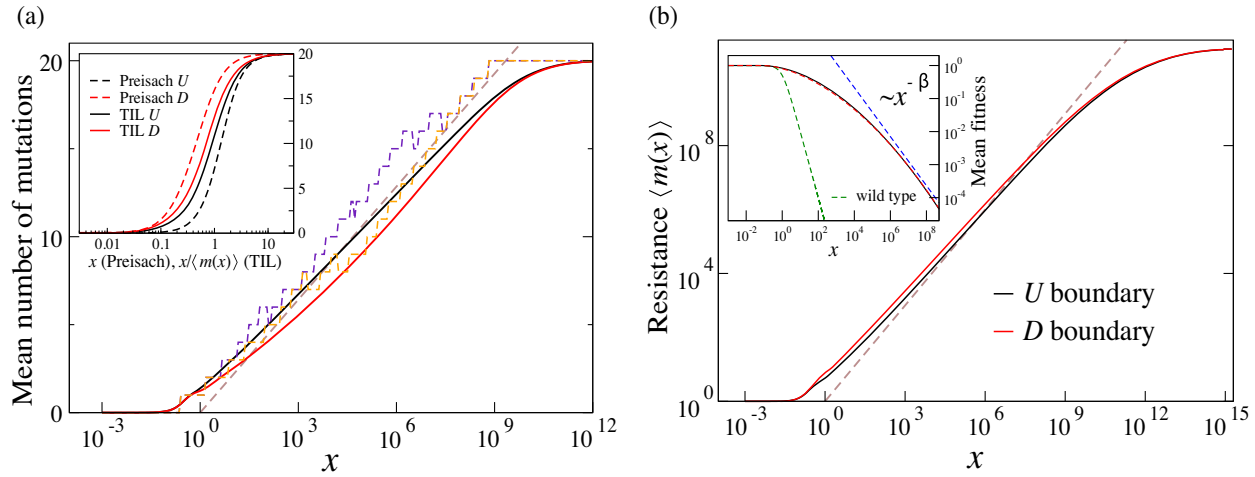 (a)
Mean number of mutations
20
10
0
10^-3
10^0
10^3
10^6
10^9
10^12
x
Preisach U
Preisach D
TIL U
TIL D
20
15
10
5
0
0.01
0.1
1
10
x (Preisach), x/⟨m(x)⟩ (TIL)
(b)
Resistance ⟨m(x)⟩
10^8
10^4
10^0
10^-3
10^0
10^3
10^6
10^9
10^12
10^15
x
U boundary
D boundary
~x^-β
wild type
Mean fitness
10^0
10^-1
10^-2
10^-3
10^-4
10^-2
10^0
10^2
10^4
10^6
10^8
x